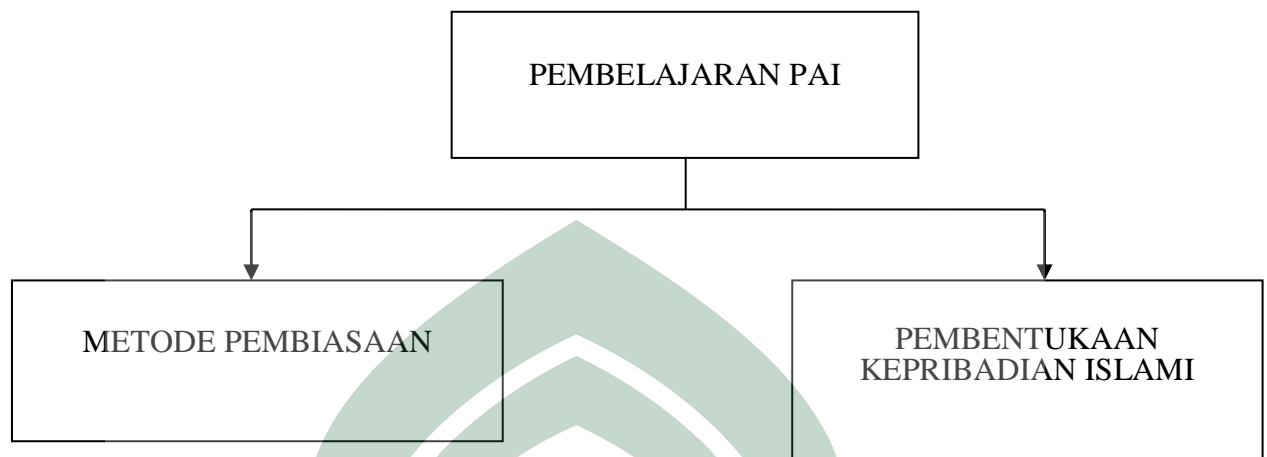 PEMBELAJARAN PAI
METODE PEMBIASAAN
PEMBENTUKAAN
KEPRIBADIAN ISLAMI